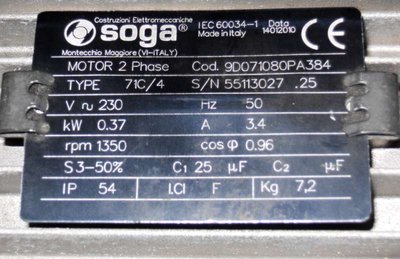 Costruzioni Elettromeccaniche
soga®
Montecchio Maggiore (VI-ITALY)
IEC 60034-1 Data
Made in Italy 14012010
CE
MOTOR 2 Phase Cod. 9D071080PA384
TYPE 71C/4 S/N 55113027 .25
V ~ 230 Hz 50
kW 0.37 A 3.4
rpm 1350 cos φ 0.96
S3-50% C1 25 µF C2 µF
IP 54 I.Cl F Kg 7,2